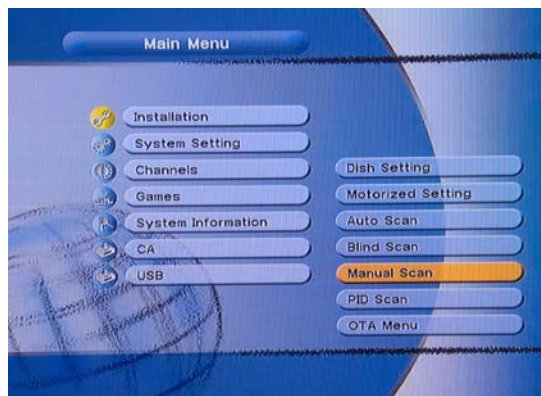 Main Menu
Installation
System Setting
Channels
Games
System Information
CA
USB
Dish Setting
Motorized Setting
Auto Scan
Blind Scan
Manual Scan
PID Scan
OTA Menu